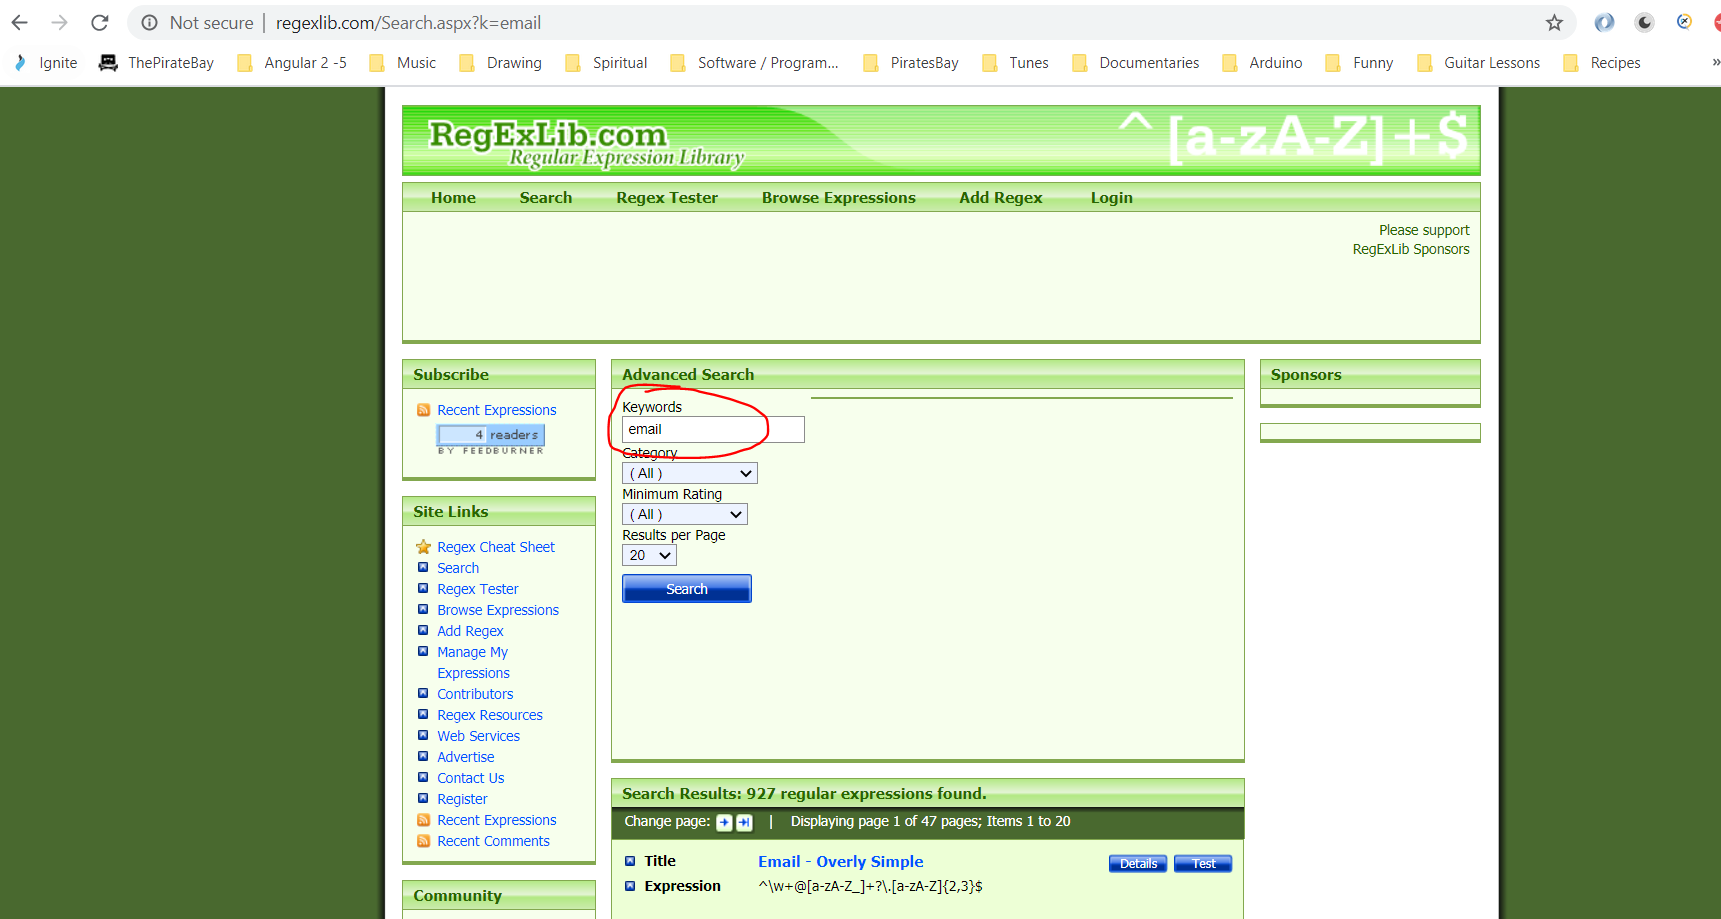 Not secure | regexlib.com/Search.aspx?k=email
Ignite ThePirateBay Angular 2 -5 Music Drawing Spiritual Software / Program... PiratesBay Tunes Documentaries Arduino Funny Guitar Lessons Recipes »
RegExLib.com
Regular Expression Library
^[a-zA-Z]+$
Home Search Regex Tester Browse Expressions Add Regex Login
Please support
RegExLib Sponsors
Subscribe
Recent Expressions
4 readers
BY FEEDBURNER
Site Links
Regex Cheat Sheet
Search
Regex Tester
Browse Expressions
Add Regex
Manage My
Expressions
Contributors
Regex Resources
Web Services
Advertise
Contact Us
Register
Recent Expressions
Recent Comments
Community
Advanced Search
Keywords
email
Category
( All )
Minimum Rating
( All )
Results per Page
20
Search
Search Results: 927 regular expressions found.
Change page: | Displaying page 1 of 47 pages; Items 1 to 20
Title Email - Overly Simple Details Test
Expression ^\w+@[a-zA-Z_]+?\.[a-zA-Z]{2,3}$
Sponsors